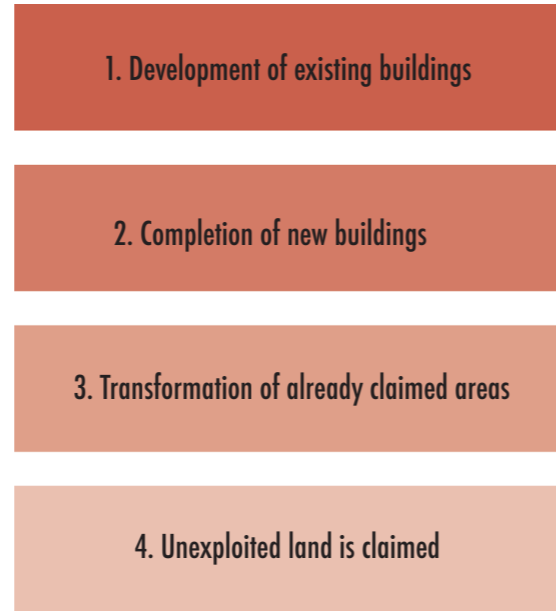 1. Development of existing buildings
2. Completion of new buildings
3. Transformation of already claimed areas
4. Unexploited land is claimed